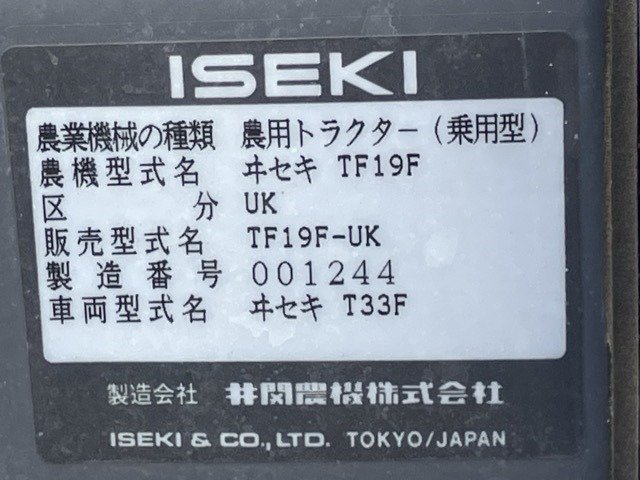 ISEKI
農業機械の種類 農用トラクター(乗用型)
農機型式名 ヰセキ TF19F
区分 UK
販売型式名 TF19F-UK
製造番号 001244
車両型式名 ヰセキ T33F
製造会社 井関農機株式会社
ISEKI & CO., LTD. TOKYO/JAPAN